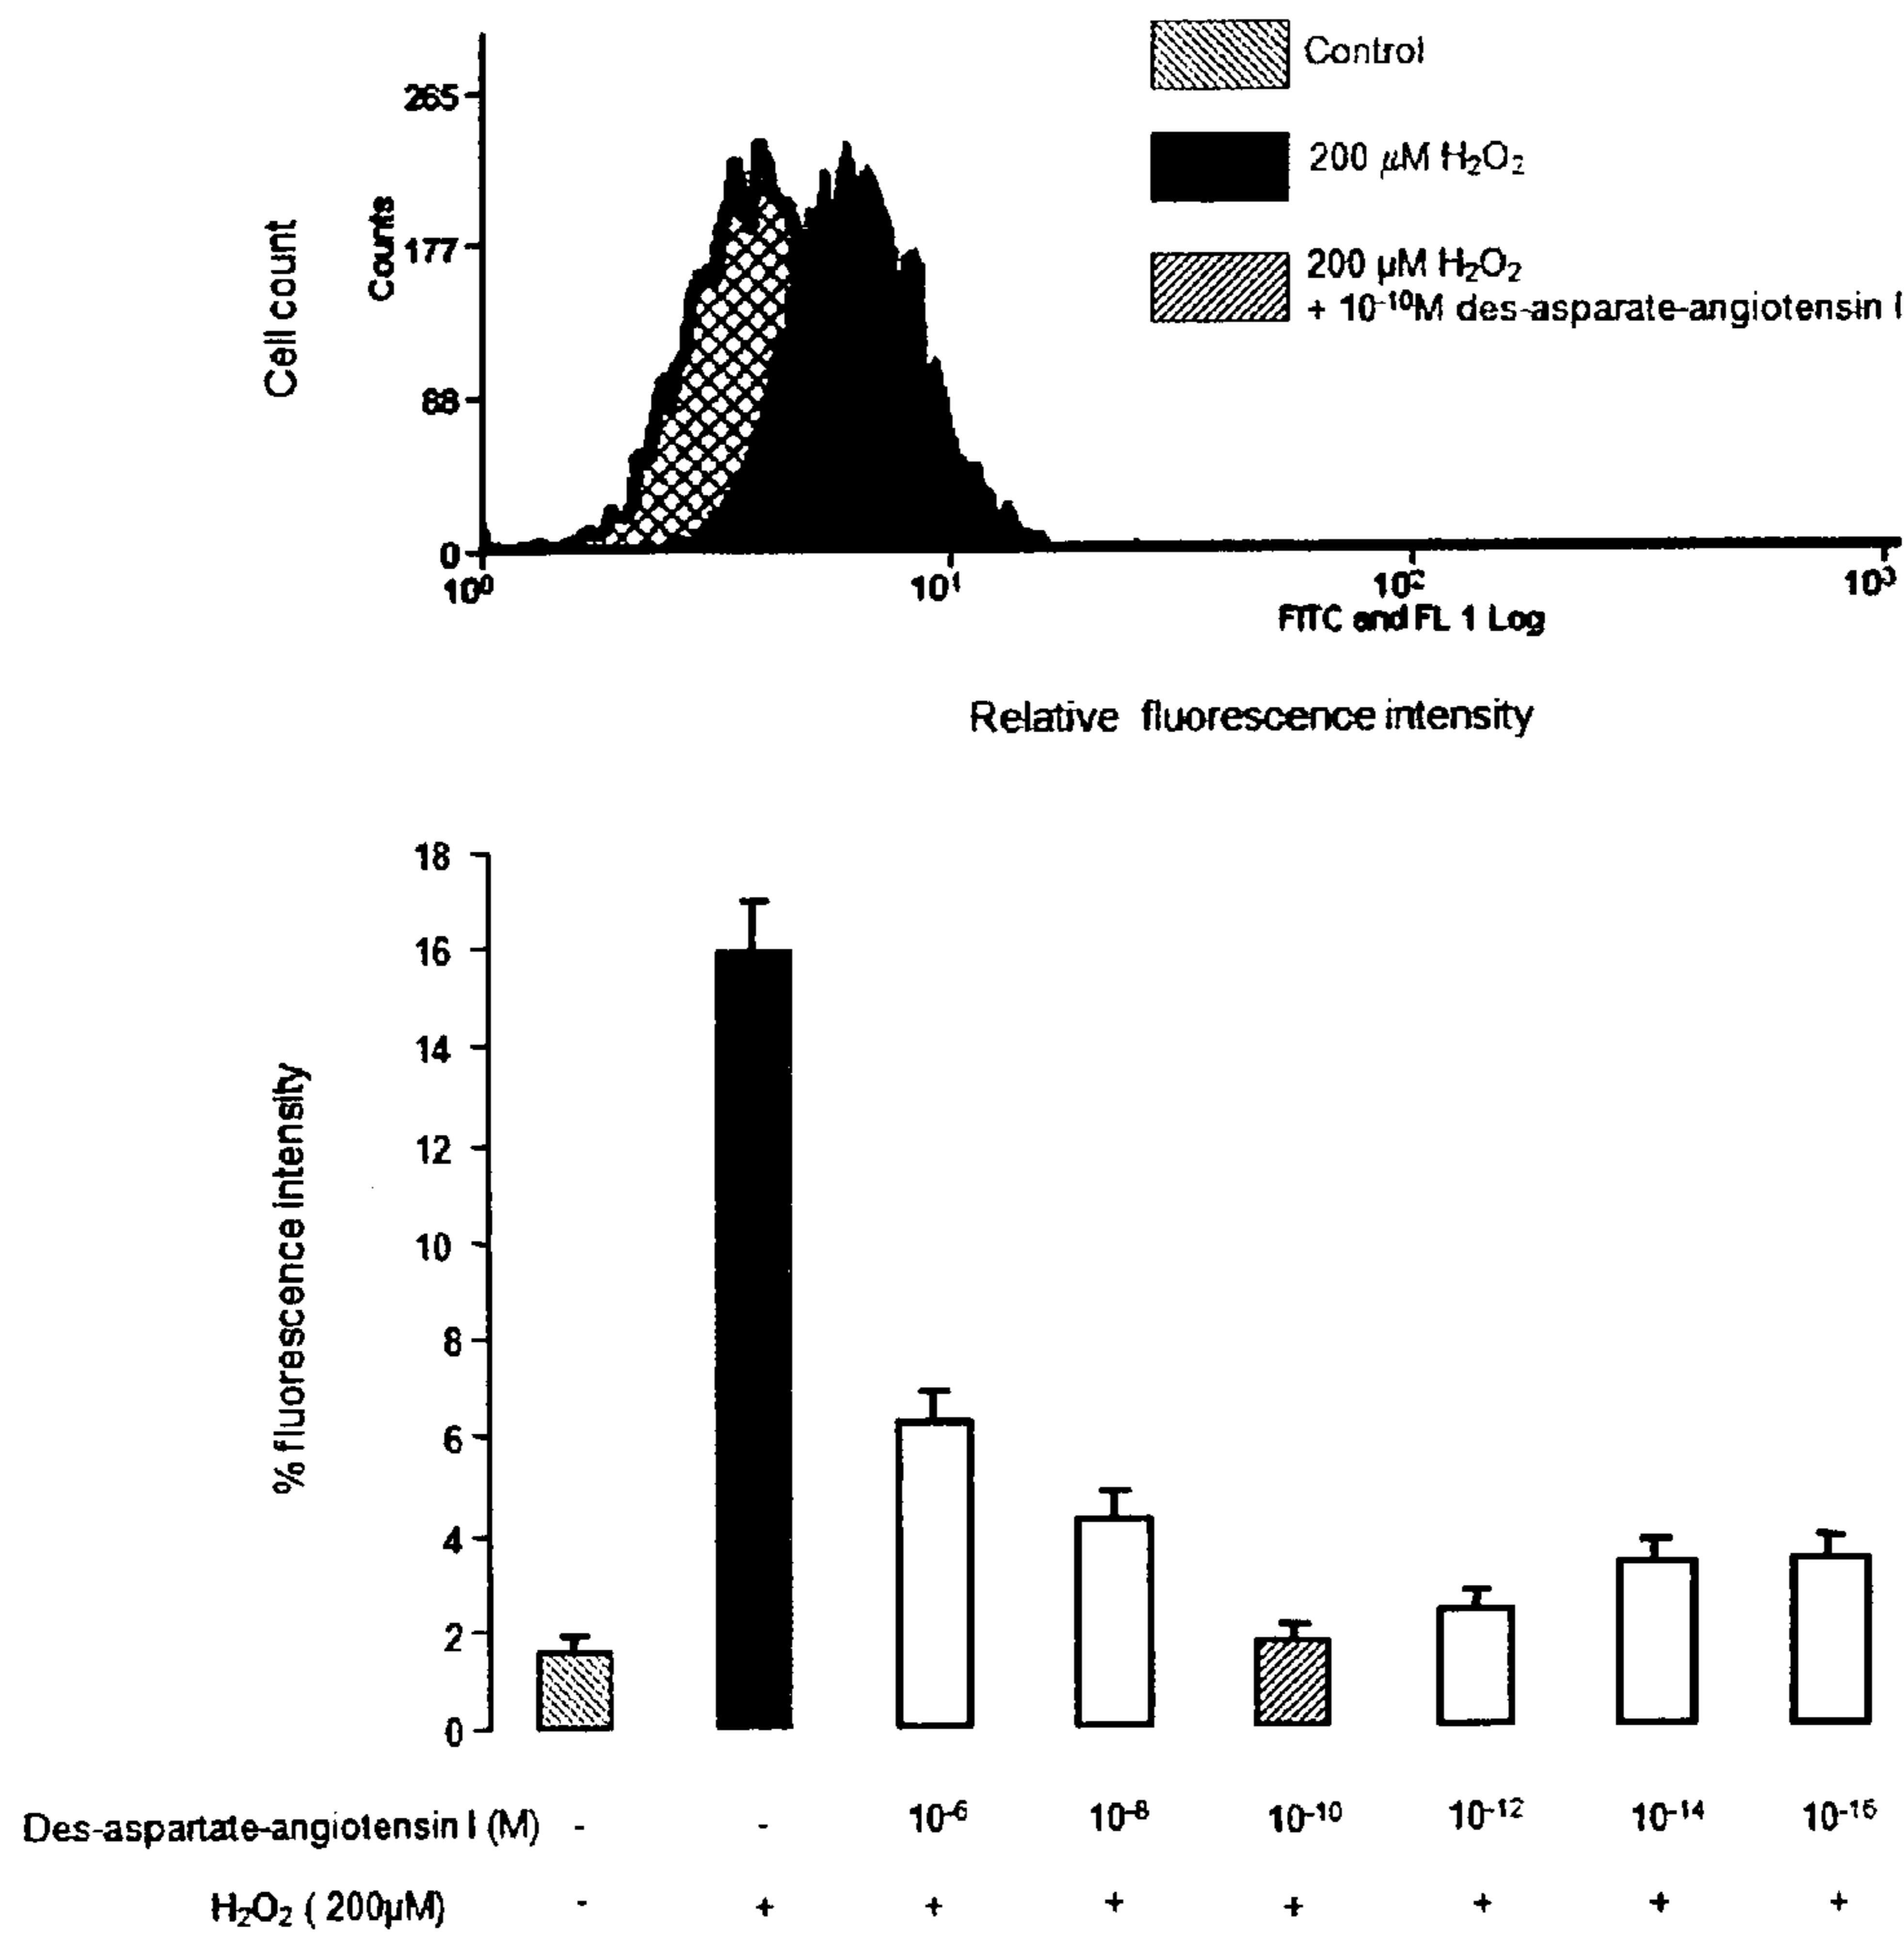 Control
200 µM H₂O₂
200 µM H₂O₂
+ 10⁻¹⁰M des-asparate-angiotensin I
Cell count
Counts
265
177
88
0
10⁰ 10¹ 10² 10³
FITC and FL 1 Log
Relative fluorescence intensity
% fluorescence intensity
18
16
14
12
10
8
6
4
2
0
Des-aspartate-angiotensin I (M) - - 10⁻⁶ 10⁻⁸ 10⁻¹⁰ 10⁻¹² 10⁻¹⁴ 10⁻¹⁶
H₂O₂ ( 200µM) - + + + + + + +